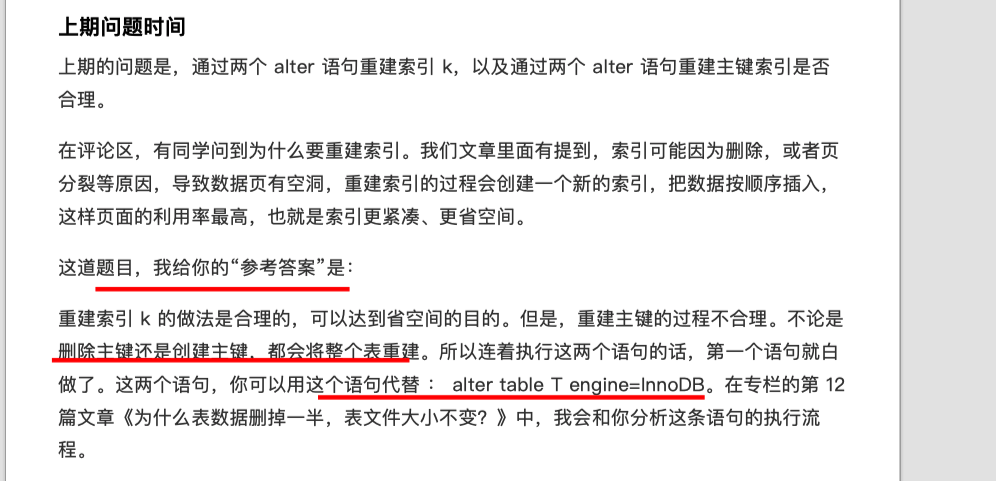 上期问题时间
上期的问题是，通过两个 alter 语句重建索引 k，以及通过两个 alter 语句重建主键索引是否
合理。
在评论区，有同学问到为什么要重建索引。我们文章里面有提到，索引可能因为删除，或者页
分裂等原因，导致数据页有空洞，重建索引的过程会创建一个新的索引，把数据按顺序插入，
这样页面的利用率最高，也就是索引更紧凑、更省空间。
这道题目，我给你的“参考答案”是：
重建索引 k 的做法是合理的，可以达到省空间的目的。但是，重建主键的过程不合理。不论是
删除主键还是创建主键，都会将整个表重建。所以连着执行这两个语句的话，第一个语句就白
做了。这两个语句，你可以用这个语句代替 ： alter table T engine=InnoDB。在专栏的第 12
篇文章《为什么表数据删掉一半，表文件大小不变？》中，我会和你分析这条语句的执行流
程。